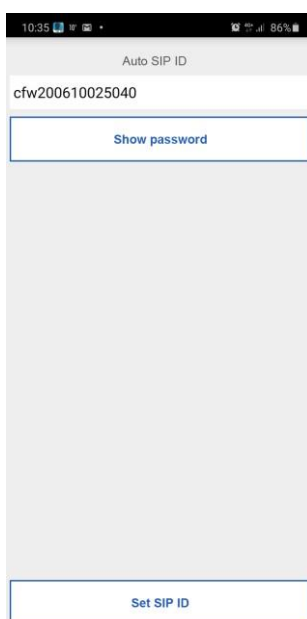 10:35 86%
Auto SIP ID
cfw200610025040
Show password
Set SIP ID